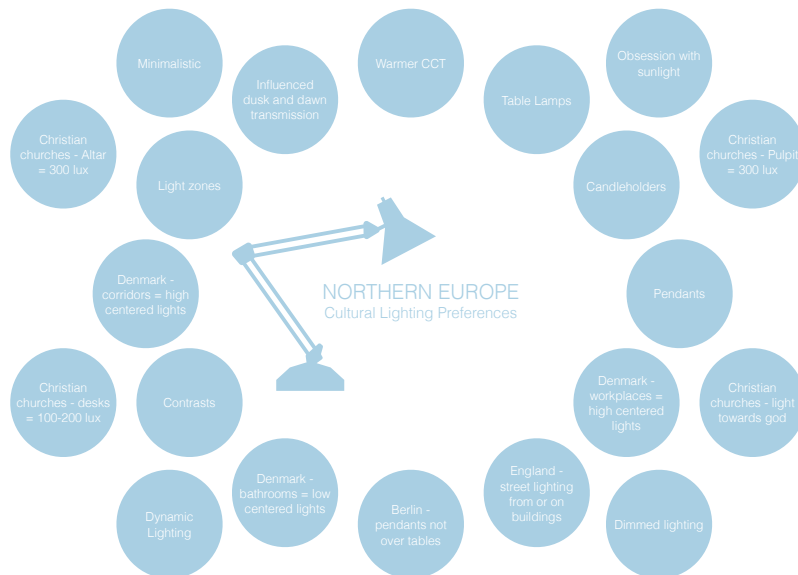 Minimalistic
Influenced
dusk and dawn
transmission
Warmer CCT
Table Lamps
Obsession with
sunlight
Christian
churches - Altar
= 300 lux
Light zones
Candleholders
Christian
churches - Pulpit
= 300 lux
Denmark -
corridors = high
centered lights
NORTHERN EUROPE
Cultural Lighting Preferences
Pendants
Christian
churches - desks
= 100-200 lux
Contrasts
Denmark -
workplaces =
high centered
lights
Christian
churches - light
towards god
Dynamic
Lighting
Denmark -
bathrooms = low
centered lights
Berlin -
pendants not
over tables
England -
street lighting
from or on
buildings
Dimmed lighting